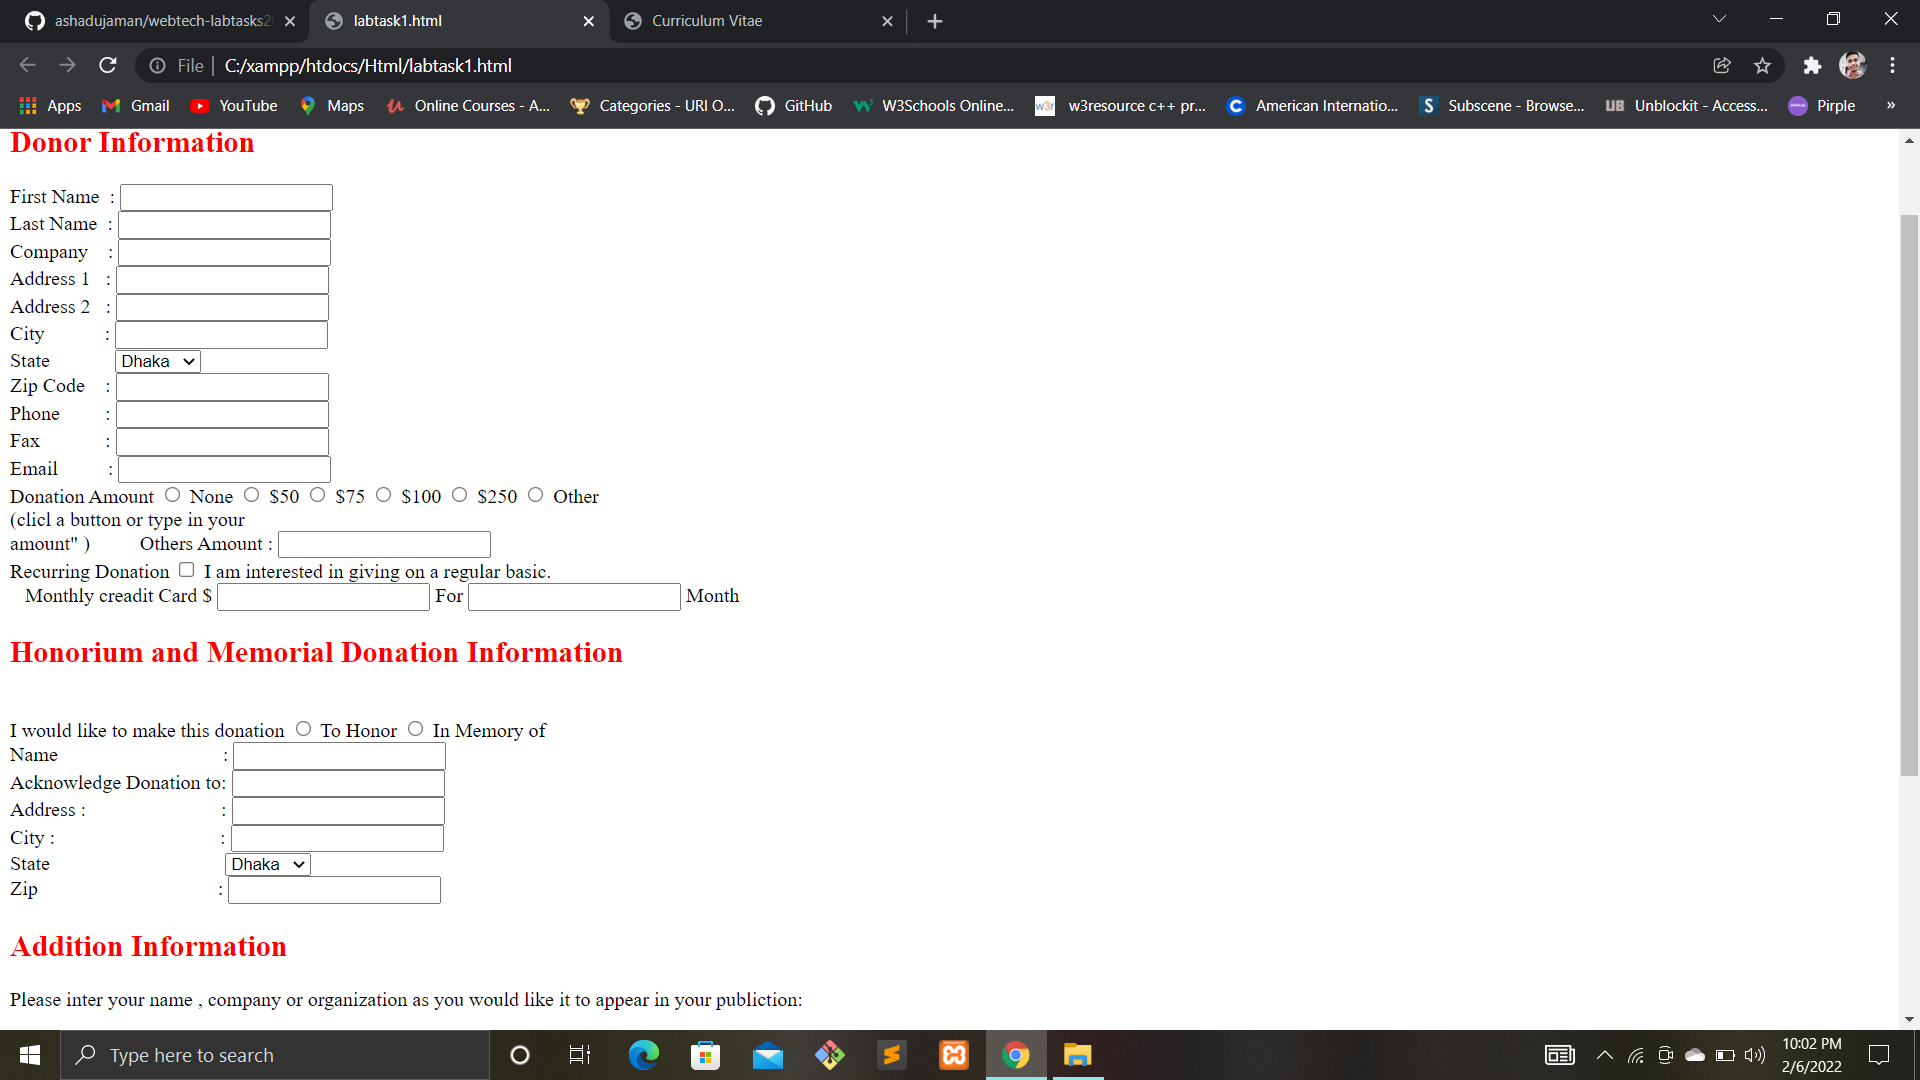 ashadujaman/webtech-labtasks2
labtask1.html
Curriculum Vitae
File
C:/xampp/htdocs/Html/labtask1.html
Apps
Gmail
YouTube
Maps
Online Courses - A...
Categories - URI O...
GitHub
W3Schools Online...
w3r
w3resource c++ pr...
American Internatio...
Subscene - Browse...
UB
Unblockit - Access...
Pirple
»
Donor Information
First Name :
Last Name :
Company :
Address 1 :
Address 2 :
City :
State Dhaka
Zip Code :
Phone :
Fax :
Email :
Donation Amount None $50 $75 $100 $250 Other
(clicl a button or type in your
amount" ) Others Amount :
Recurring Donation I am interested in giving on a regular basic.
Monthly creadit Card $ For Month
Honorium and Memorial Donation Information
I would like to make this donation To Honor In Memory of
Name :
Acknowledge Donation to:
Address : :
City : :
State Dhaka
Zip :
Addition Information
Please inter your name , company or organization as you would like it to appear in your publiction:
Type here to search
10:02 PM
2/6/2022